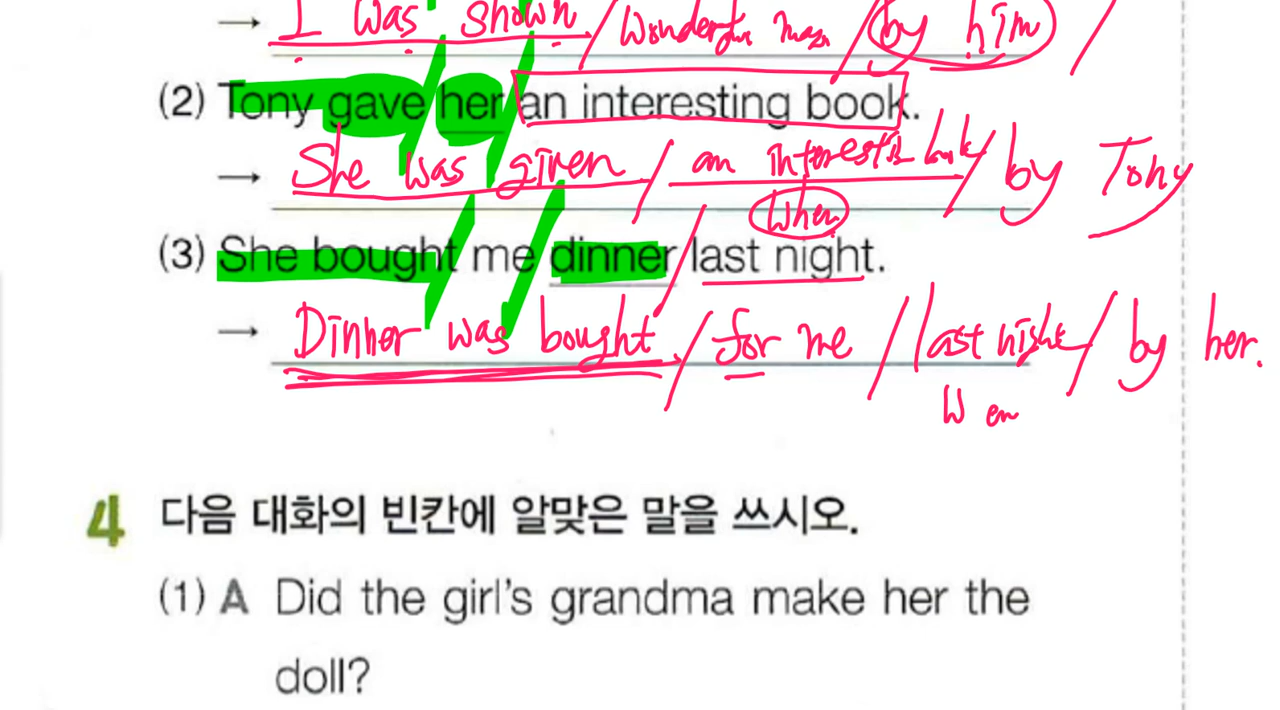 → I was shown / wonderful / by him /
(2) Tony gave her an interesting book.
→ She was given / an interesting book / by Tony
When
(3) She bought me dinner last night.
→ Dinner was bought / for me / last night / by her.
W en
4 다음 대화의 빈칸에 알맞은 말을 쓰시오.
(1) A Did the girl's grandma make her the
doll?